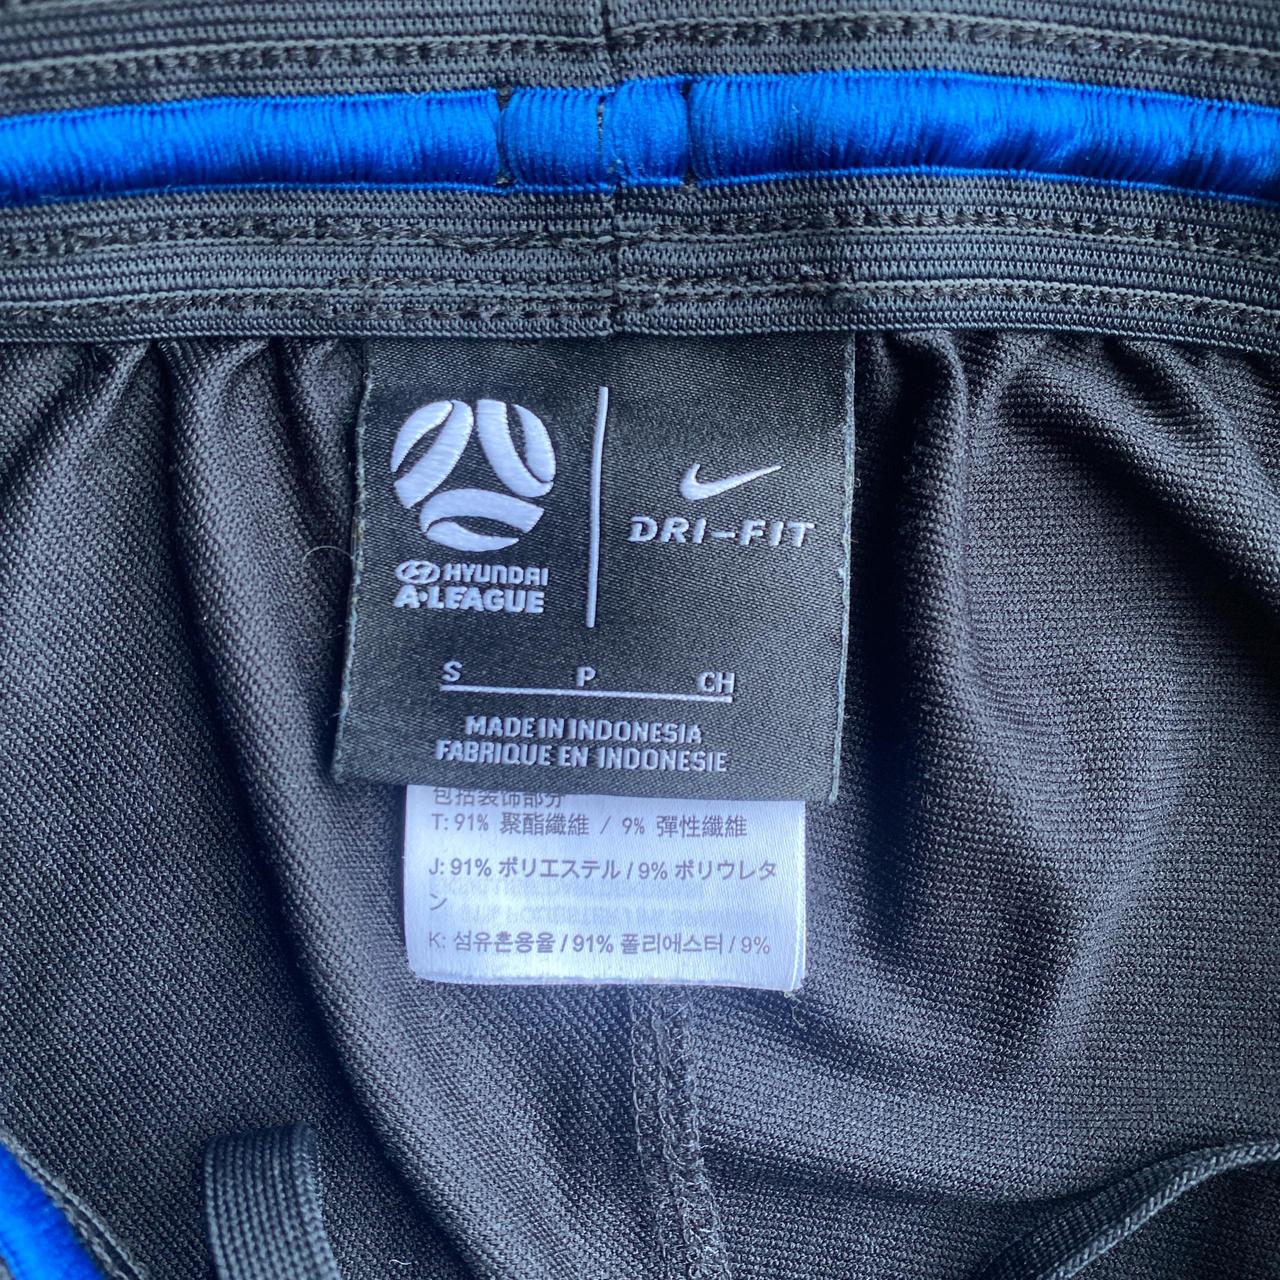 HYUNDAI
A-LEAGUE
DRI-FIT
S P CH
MADE IN INDONESIA
FABRIQUE EN INDONESIE
包括装饰部分
T: 91% 聚酯纖維 / 9% 彈性纖維
J: 91% ポリエステル / 9% ポリウレタ
ン
K: 섬유혼용율 / 91% 폴리에스터 / 9%